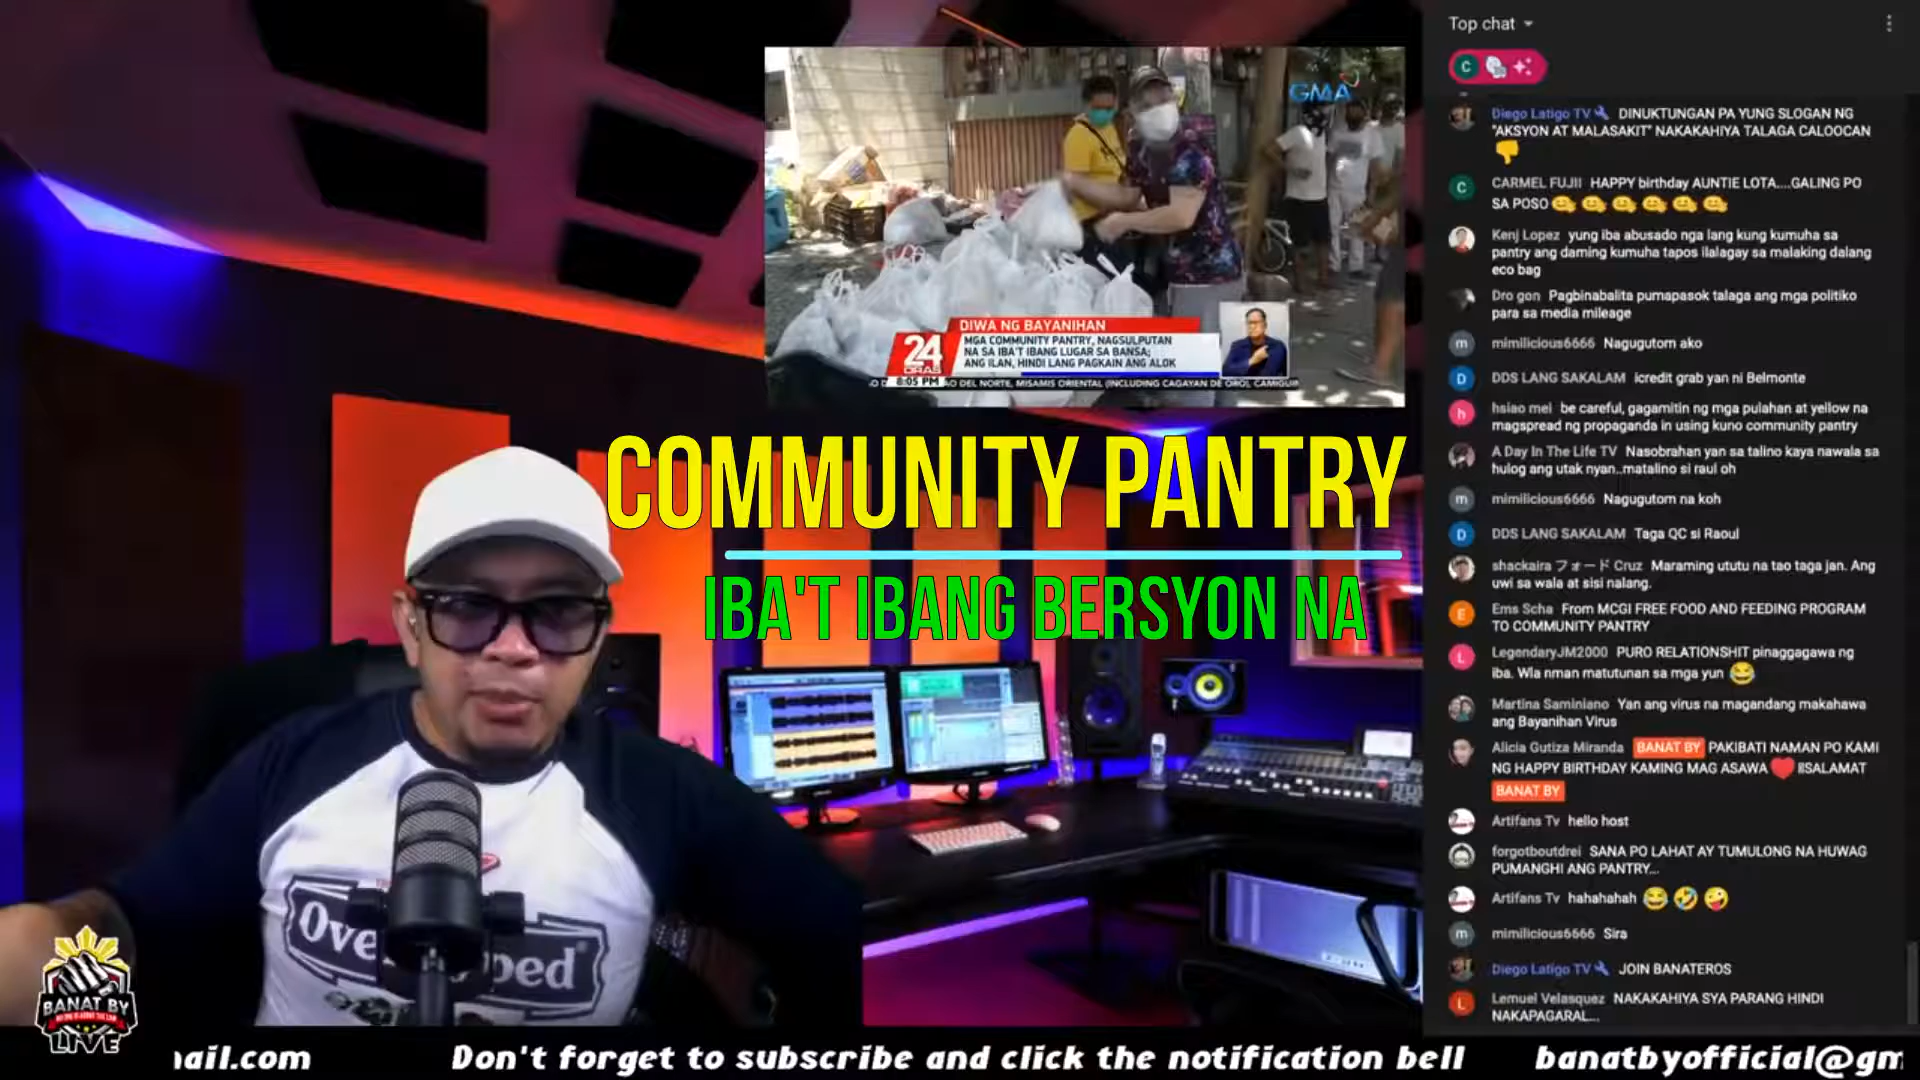 GMA
DIWA NG BAYANIHAN
24
ORAS
MGA COMMUNITY PANTRY, NAGSULPUTAN
NA SA IBA'T IBANG LUGAR SA BANSA;
ANG ILAN, HINDI LANG PAGKAIN ANG ALOK
8:05 PM
AO DEL NORTE, MISAMIS ORIENTAL (INCLUDING CAGAYAN DE ORO), CAMIGUIN
COMMUNITY PANTRY
IBA'T IBANG BERSYON NA
BANAT BY
LIVE
mail.com Don't forget to subscribe and click the notification bell banatbyofficial@gm
Top chat
C
Diego Latigo TV DINUKTUNGAN PA YUNG SLOGAN NG
"AKSYON AT MALASAKIT" NAKAKAHIYA TALAGA CALOOCAN
👎
C CARMEL FUJII HAPPY birthday AUNTIE LOTA....GALING PO
SA POSO
Kenj Lopez yung iba abusado nga lang kung kumuha sa
pantry ang daming kumuha tapos ilalagay sa malaking dalang
eco bag
Dro gon Pagbinabalita pumapasok talaga ang mga politiko
para sa media mileage
m mimilicious6666 Nagugutom ako
D DDS LANG SAKALAM icredit grab yan ni Belmonte
h hsiao mei be careful, gagamitin ng mga pulahan at yellow na
magspread ng propaganda in using kuno community pantry
A Day In The Life TV Nasobrahan yan sa talino kaya nawala sa
hulog ang utak nyan..matalino si raul oh
m mimilicious6666 Nagugutom na koh
D DDS LANG SAKALAM Taga QC si Raoul
shackaira フォード Cruz Maraming ututu na tao taga jan. Ang
uwi sa wala at sisi nalang.
E Ems Scha From MCGI FREE FOOD AND FEEDING PROGRAM
TO COMMUNITY PANTRY
L LegendaryJM2000 PURO RELATIONSHIT pinaggagawa ng
iba. Wla nman matutunan sa mga yun 😂
Martina Saminiano Yan ang virus na magandang makahawa
ang Bayanihan Virus
Alicia Gutiza Miranda BANAT BY PAKIBATI NAMAN PO KAMI
NG HAPPY BIRTHDAY KAMING MAG ASAWA ❤ SALAMAT
BANAT BY
Artifans Tv hello host
forgotboutdrei SANA PO LAHAT AY TUMULONG NA HUWAG
PUMANGHI ANG PANTRY...
Artifans Tv hahahahah 😂 🤣 🤪
m mimilicious6666 Sira
Diego Latigo TV JOIN BANATEROS
L Lemuel Velasquez NAKAKAHIYA SYA PARANG HINDI
NAKAPAGARAL...